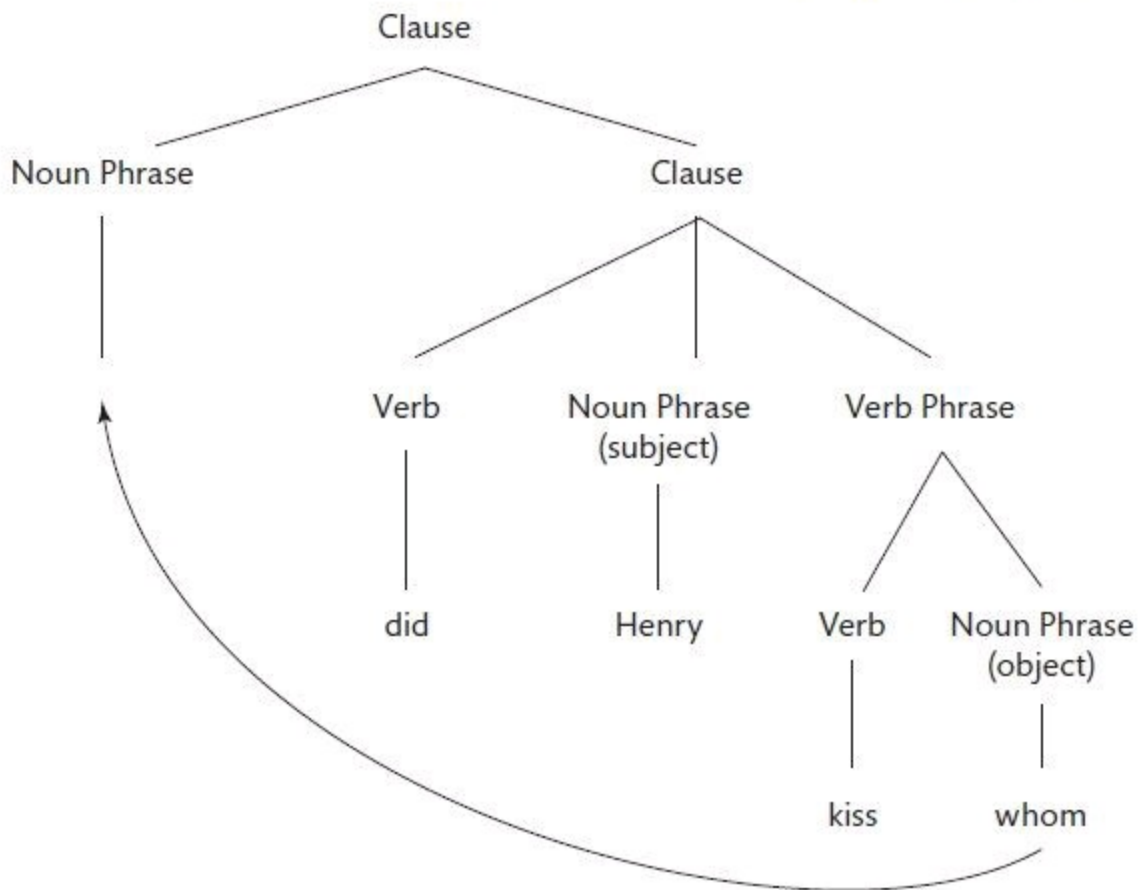 Clause
Noun Phrase
Clause
Verb
Noun Phrase
(subject)
Verb Phrase
did
Henry
Verb
Noun Phrase
(object)
kiss
whom